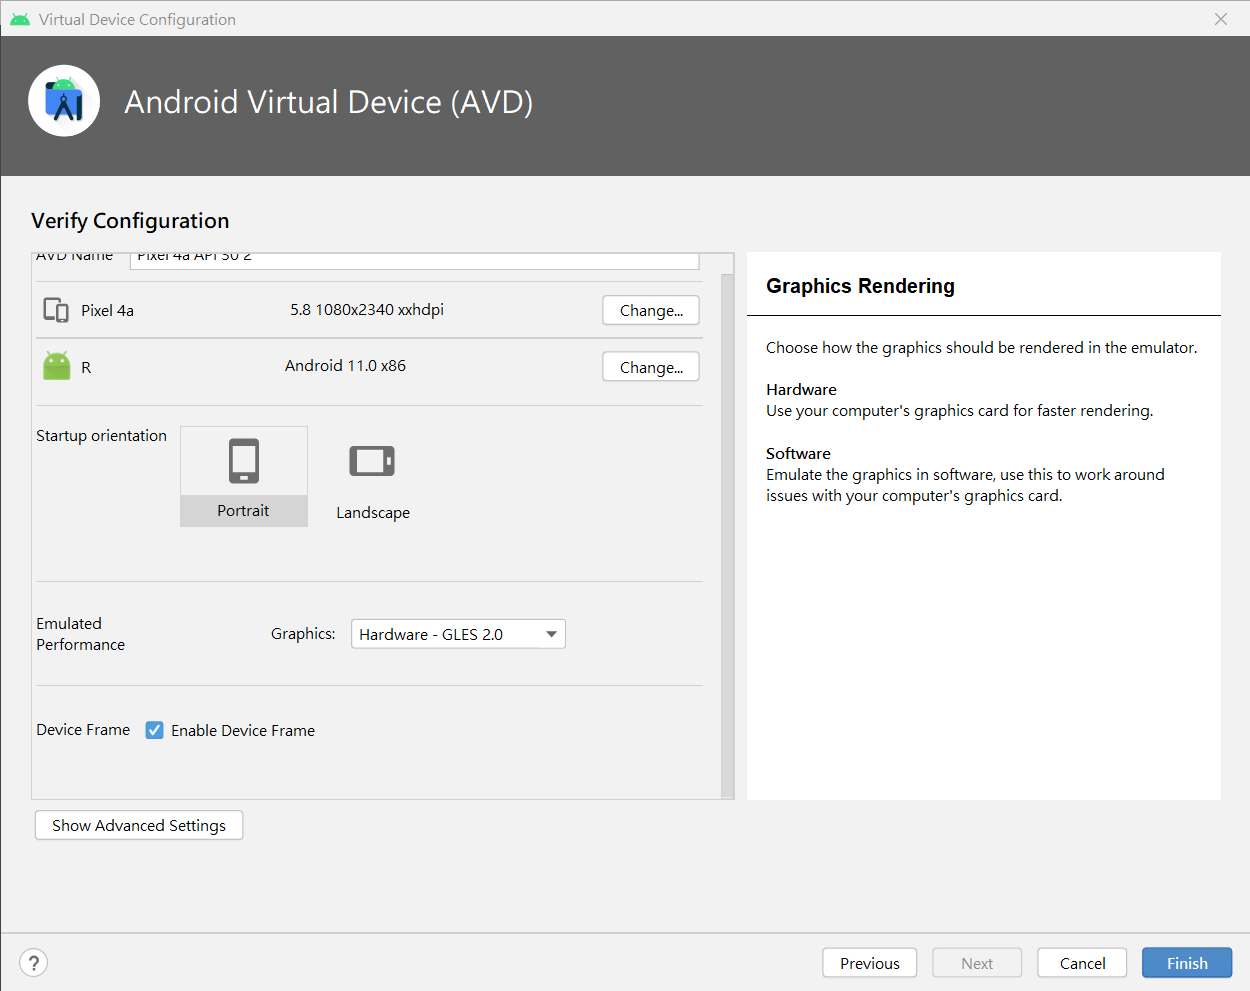 Virtual Device Configuration
Android Virtual Device (AVD)
Verify Configuration
AVD Name Pixel 4a API 30 2
Pixel 4a 5.8 1080x2340 xxhdpi Change...
R Android 11.0 x86 Change...
Startup orientation
Portrait
Landscape
Emulated
Performance
Graphics: Hardware - GLES 2.0
Device Frame Enable Device Frame
Show Advanced Settings
Graphics Rendering
Choose how the graphics should be rendered in the emulator.
Hardware
Use your computer's graphics card for faster rendering.
Software
Emulate the graphics in software, use this to work around
issues with your computer's graphics card.
?
Previous Next Cancel Finish